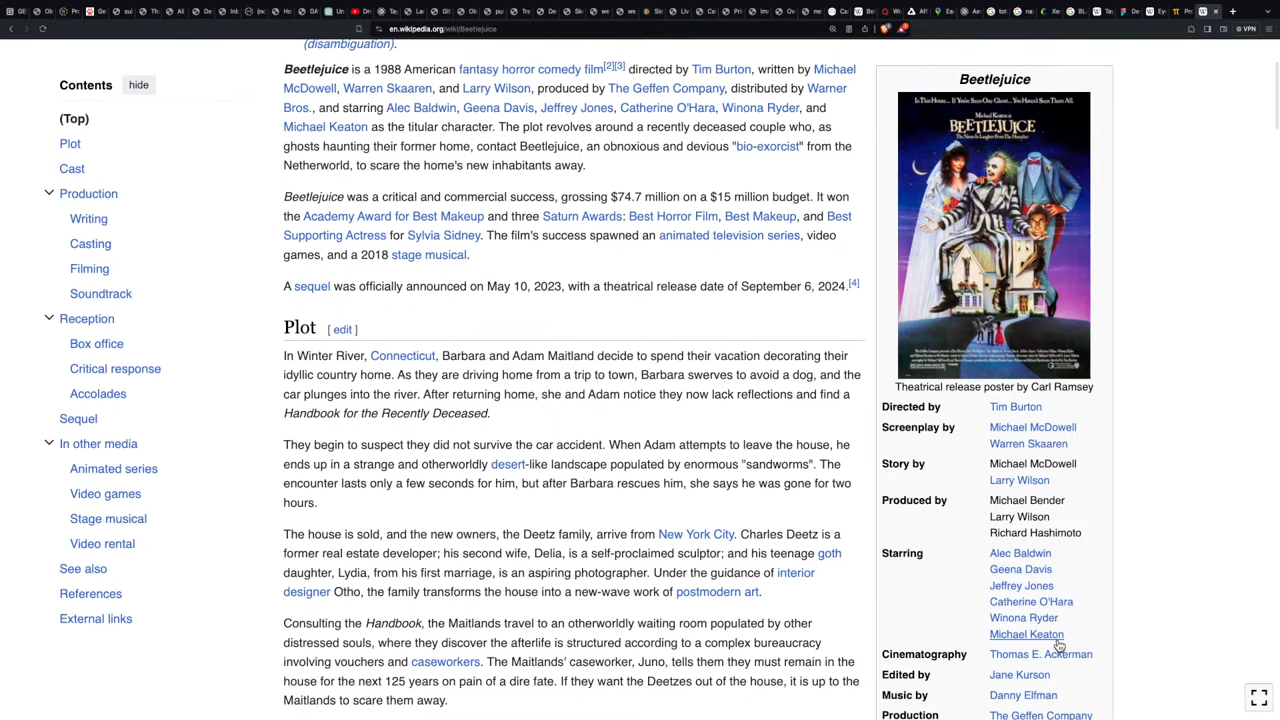 en.wikipedia.org/wiki/Beetlejuice
VPN
(disambiguation).
Contents
hide
(Top)
Plot
Cast
Production
Writing
Casting
Filming
Soundtrack
Reception
Box office
Critical response
Accolades
Sequel
In other media
Animated series
Video games
Stage musical
Video rental
See also
References
External links
Beetlejuice is a 1988 American fantasy horror comedy film[2][3] directed by Tim Burton, written by Michael
McDowell, Warren Skaaren, and Larry Wilson, produced by The Geffen Company, distributed by Warner
Bros., and starring Alec Baldwin, Geena Davis, Jeffrey Jones, Catherine O'Hara, Winona Ryder, and
Michael Keaton as the titular character. The plot revolves around a recently deceased couple who, as
ghosts haunting their former home, contact Beetlejuice, an obnoxious and devious "bio-exorcist" from the
Netherworld, to scare the home's new inhabitants away.
Beetlejuice was a critical and commercial success, grossing $74.7 million on a $15 million budget. It won
the Academy Award for Best Makeup and three Saturn Awards: Best Horror Film, Best Makeup, and Best
Supporting Actress for Sylvia Sidney. The film's success spawned an animated television series, video
games, and a 2018 stage musical.
A sequel was officially announced on May 10, 2023, with a theatrical release date of September 6, 2024.[4]
Plot [ edit ]
In Winter River, Connecticut, Barbara and Adam Maitland decide to spend their vacation decorating their
idyllic country home. As they are driving home from a trip to town, Barbara swerves to avoid a dog, and the
car plunges into the river. After returning home, she and Adam notice they now lack reflections and find a
Handbook for the Recently Deceased.
They begin to suspect they did not survive the car accident. When Adam attempts to leave the house, he
ends up in a strange and otherworldly desert-like landscape populated by enormous "sandworms". The
encounter lasts only a few seconds for him, but after Barbara rescues him, she says he was gone for two
hours.
The house is sold, and the new owners, the Deetz family, arrive from New York City. Charles Deetz is a
former real estate developer; his second wife, Delia, is a self-proclaimed sculptor; and his teenage goth
daughter, Lydia, from his first marriage, is an aspiring photographer. Under the guidance of interior
designer Otho, the family transforms the house into a new-wave work of postmodern art.
Consulting the Handbook, the Maitlands travel to an otherworldly waiting room populated by other
distressed souls, where they discover the afterlife is structured according to a complex bureaucracy
involving vouchers and caseworkers. The Maitlands' caseworker, Juno, tells them they must remain in the
house for the next 125 years on pain of a dire fate. If they want the Deetzes out of the house, it is up to the
Maitlands to scare them away.
Beetlejuice
In This House... If You've Seen One Ghost... You Haven't Seen Them All.
Michael Keaton is
BEETLEJUICE
The Name In Laughter From The Hereafter
Theatrical release poster by Carl Ramsey
Directed by Tim Burton
Screenplay by Michael McDowell
Warren Skaaren
Story by Michael McDowell
Larry Wilson
Produced by Michael Bender
Larry Wilson
Richard Hashimoto
Starring Alec Baldwin
Geena Davis
Jeffrey Jones
Catherine O'Hara
Winona Ryder
Michael Keaton
Cinematography Thomas E. Ackerman
Edited by Jane Kurson
Music by Danny Elfman
Production The Geffen Company